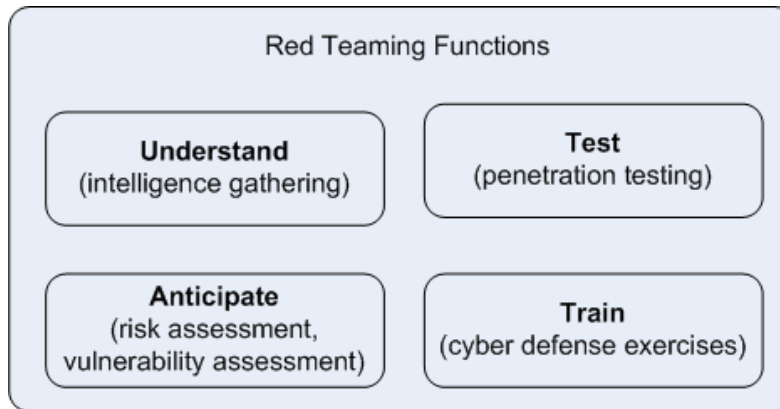 Red Teaming Functions
Understand
(intelligence gathering)
Test
(penetration testing)
Anticipate
(risk assessment,
vulnerability assessment)
Train
(cyber defense exercises)